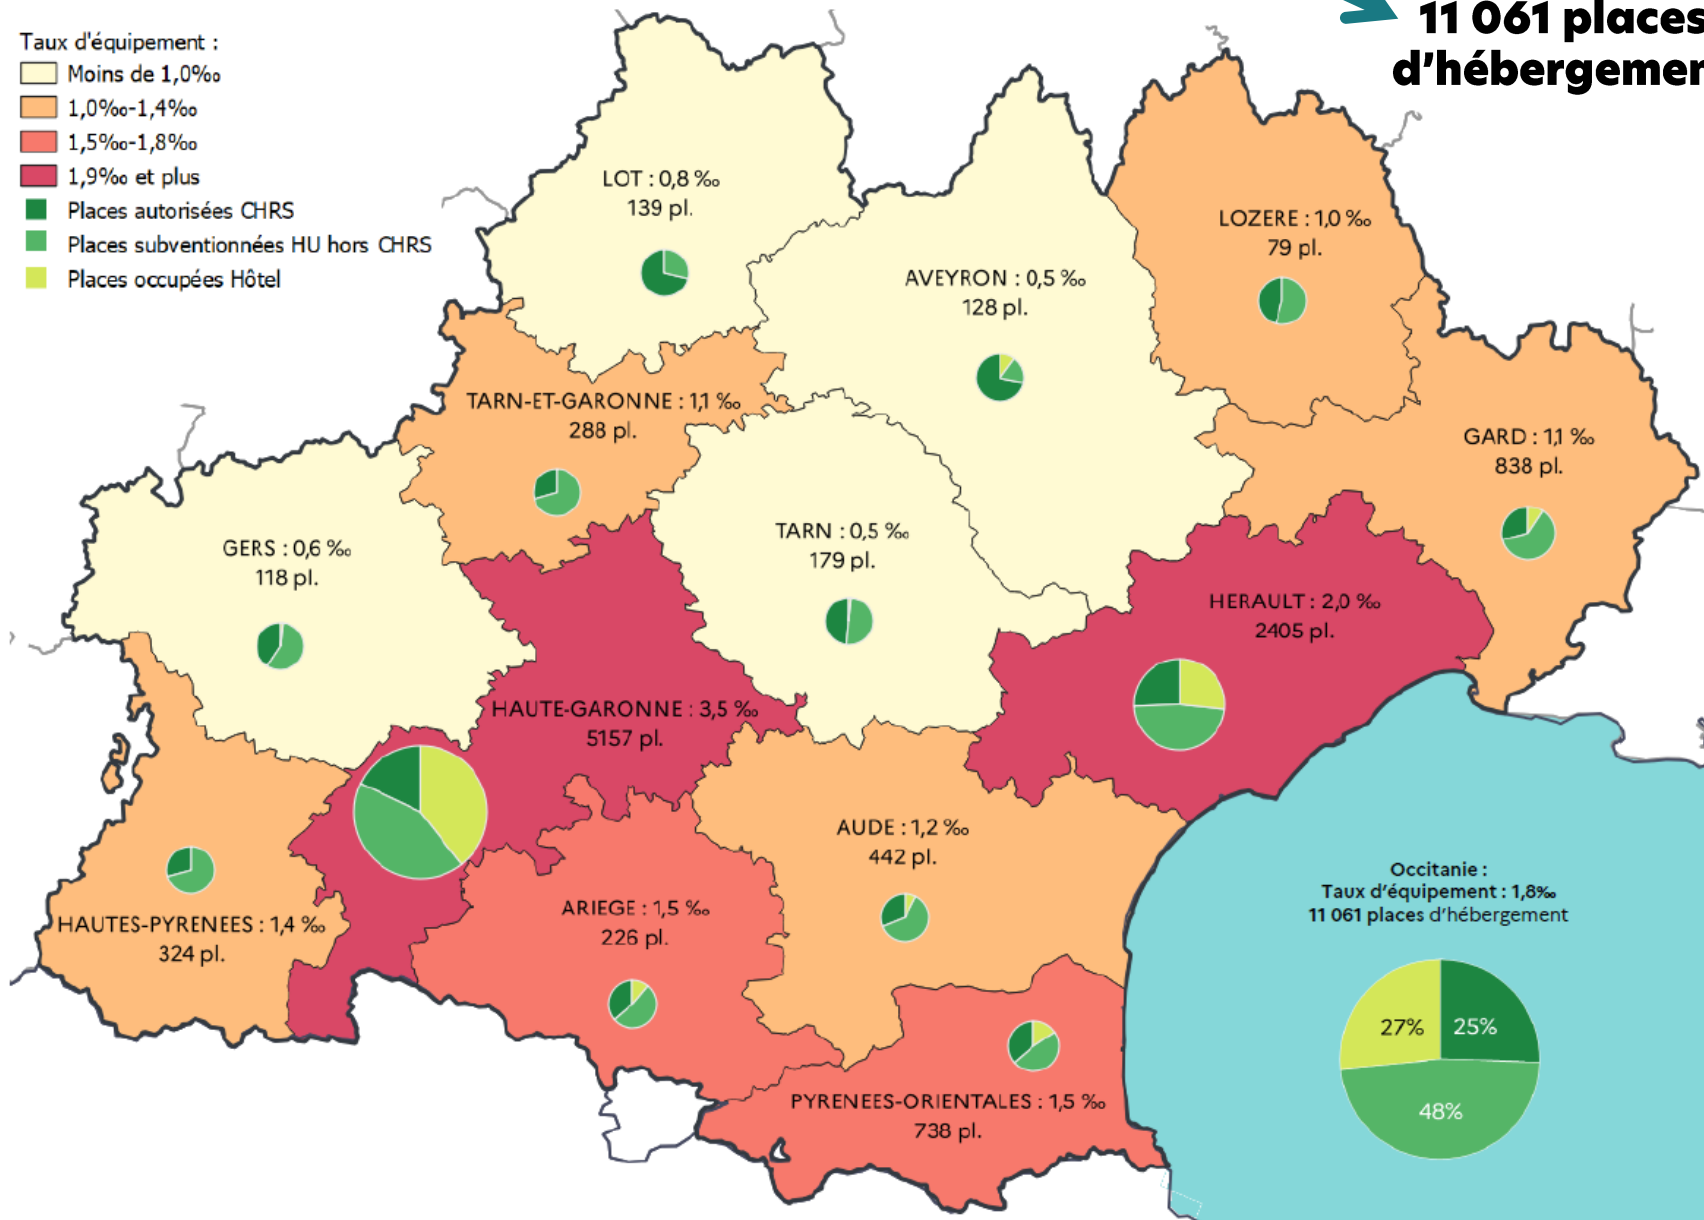 11 061 places
d'hébergemen
Taux d'équipement :
Moins de 1,0‰
1,0‰-1,4‰
1,5‰-1,8‰
1,9‰ et plus
Places autorisées CHRS
Places subventionnées HU hors CHRS
Places occupées Hôtel
LOT : 0,8 ‰
139 pl.
LOZERE : 1,0 ‰
79 pl.
AVEYRON : 0,5 ‰
128 pl.
TARN-ET-GARONNE : 1,1 ‰
288 pl.
GARD : 1,1 ‰
838 pl.
GERS : 0,6 ‰
118 pl.
TARN : 0,5 ‰
179 pl.
HERAULT : 2,0 ‰
2405 pl.
HAUTE-GARONNE : 3,5 ‰
5157 pl.
AUDE : 1,2 ‰
442 pl.
HAUTES-PYRENEES : 1,4 ‰
324 pl.
ARIEGE : 1,5 ‰
226 pl.
PYRENEES-ORIENTALES : 1,5 ‰
738 pl.
Occitanie :
Taux d'équipement : 1,8‰
11 061 places d'hébergement
27% 25%
48%